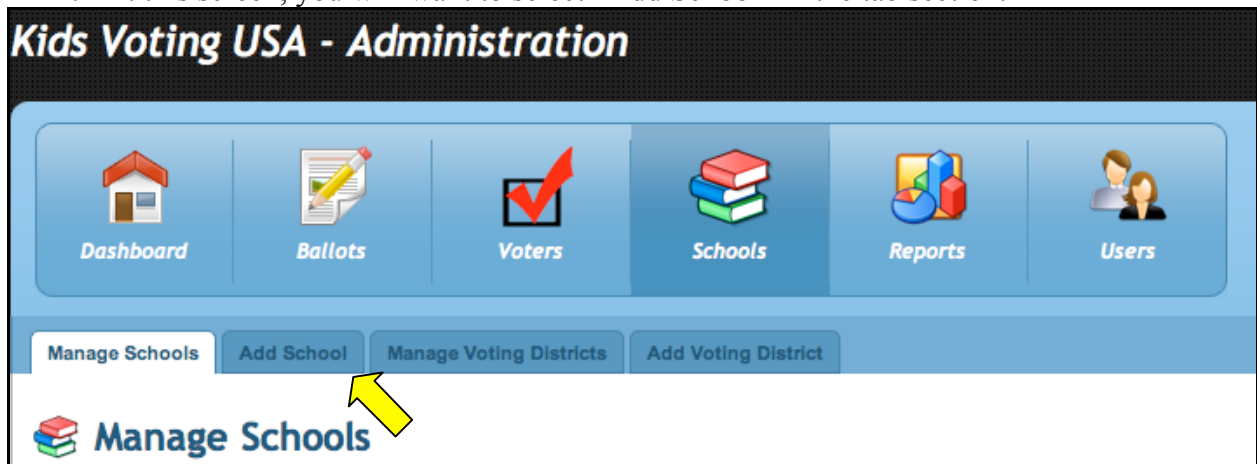 Kids Voting USA - Administration
Dashboard Ballots Voters Schools Reports Users
Manage Schools Add School Manage Voting Districts Add Voting District
Manage Schools